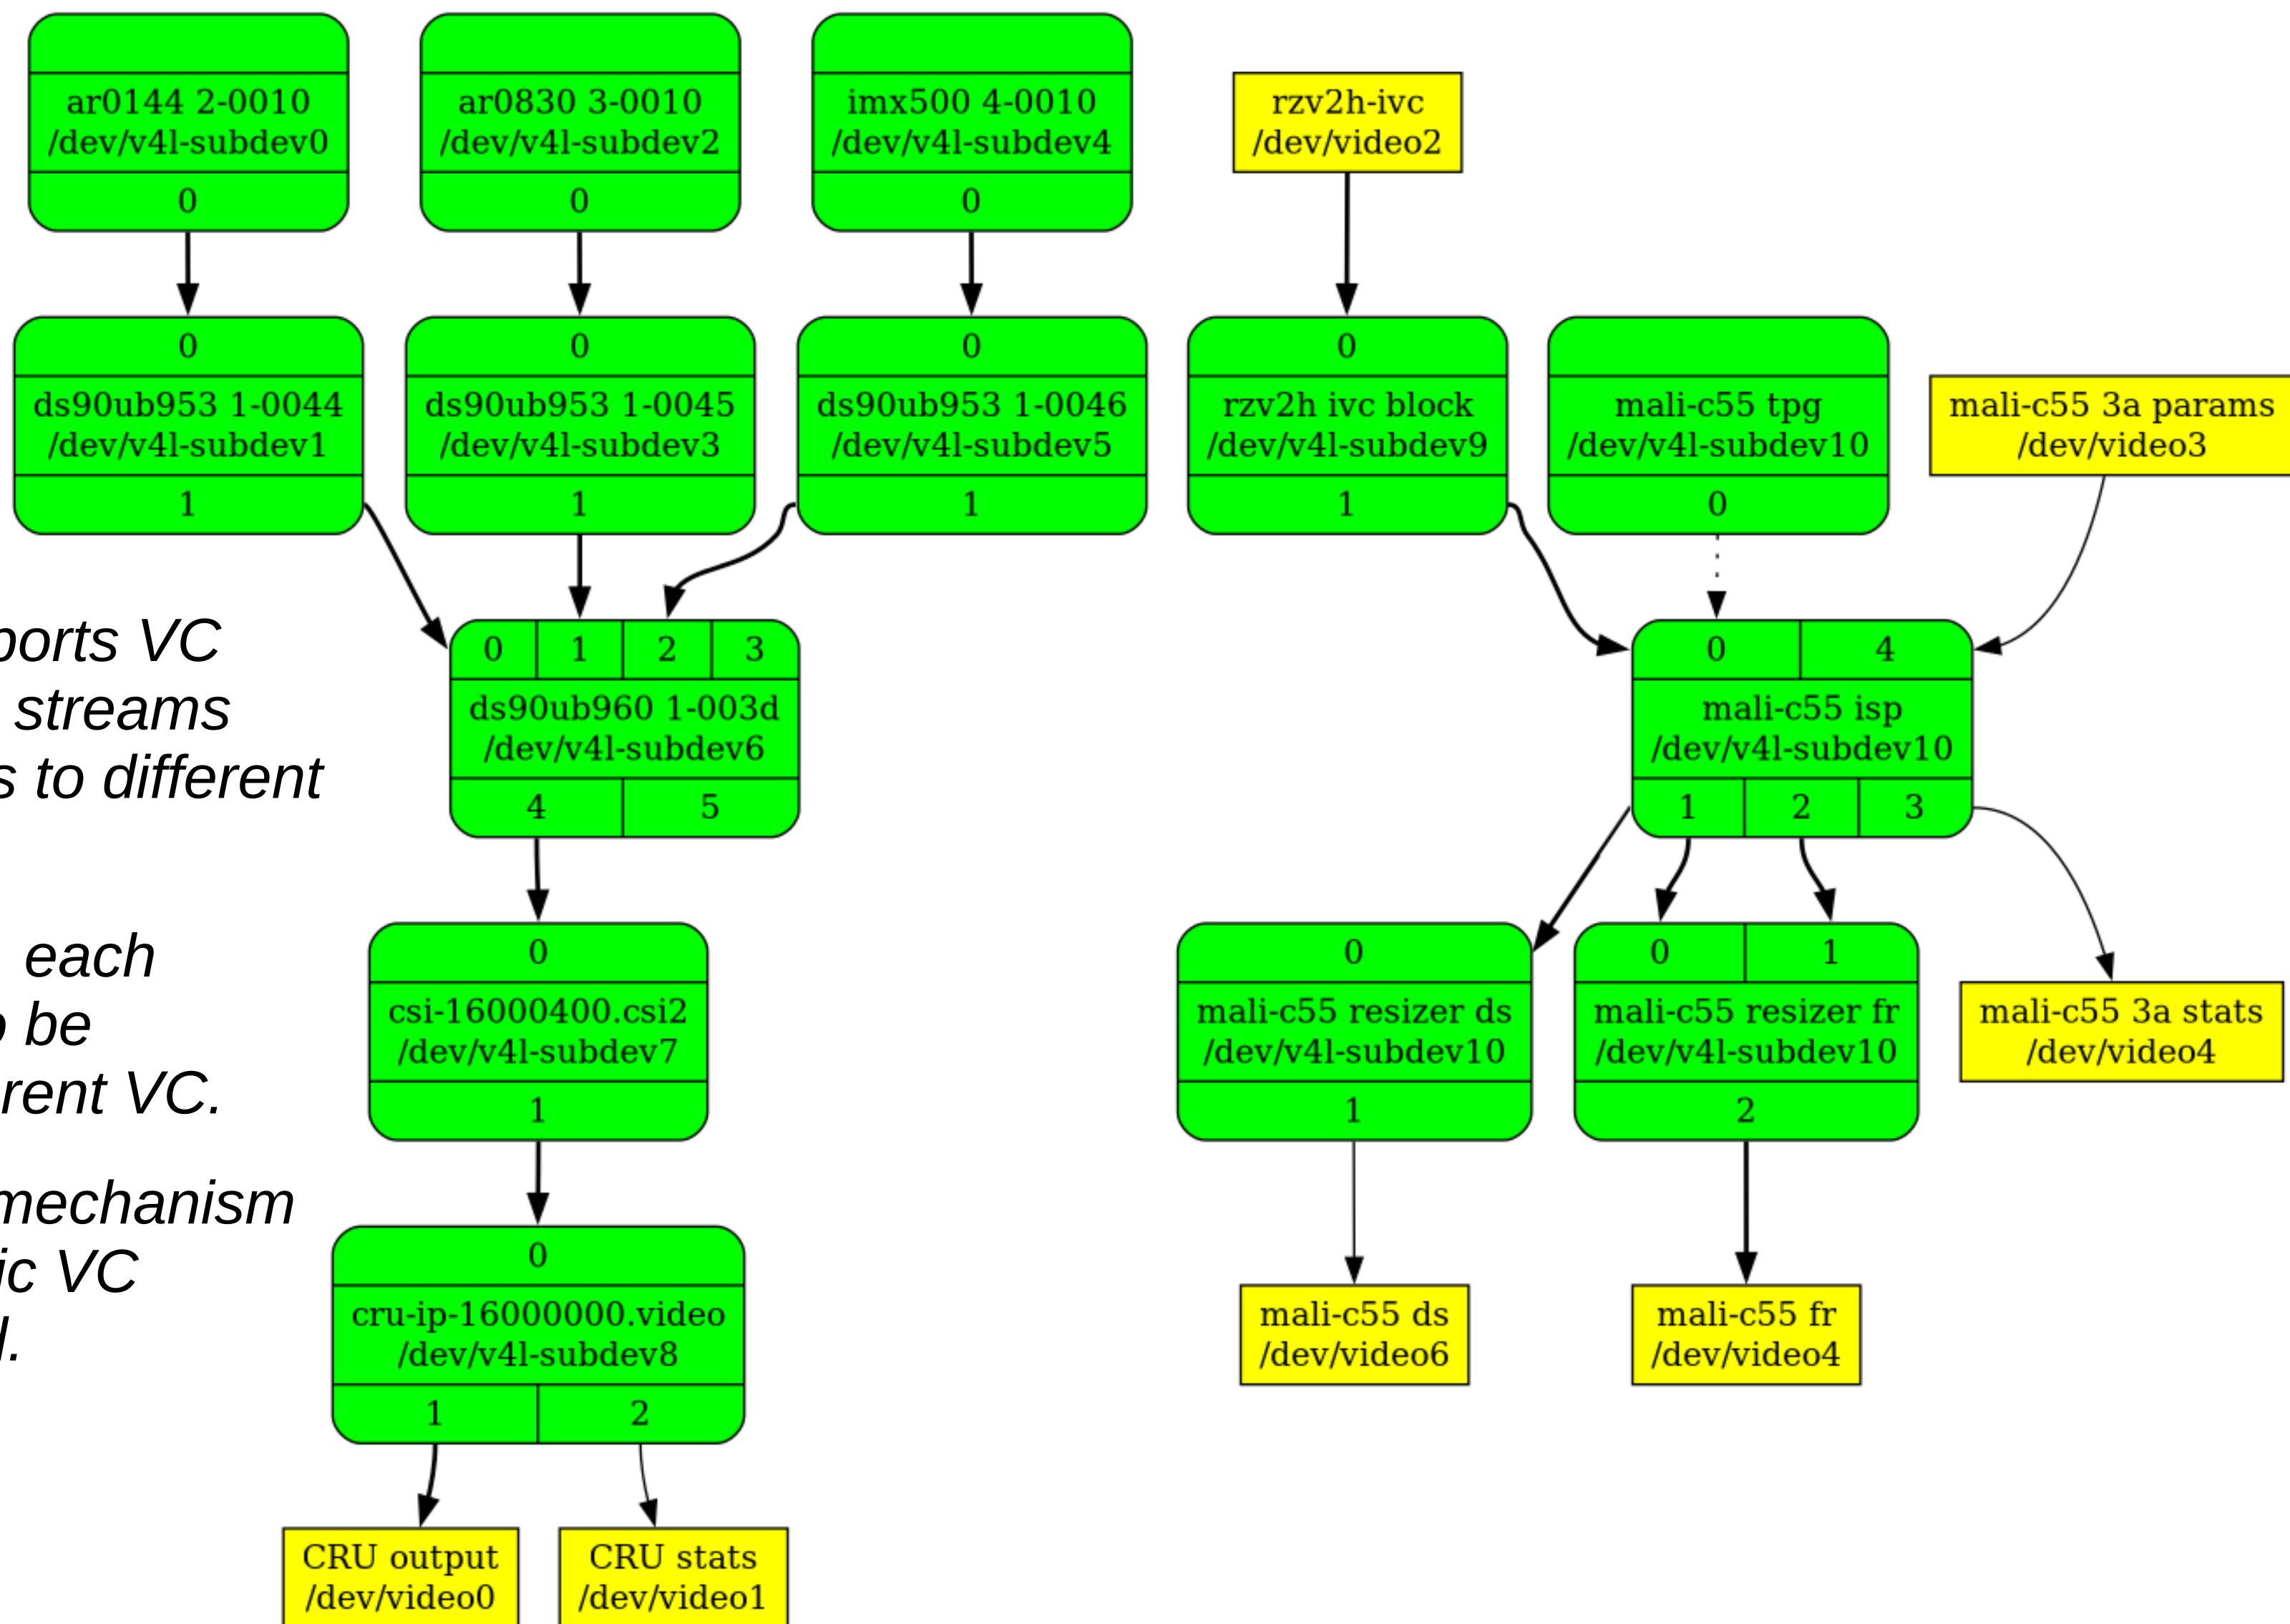 ar0144 2-0010
/dev/v4l-subdev0
0
ar0830 3-0010
/dev/v4l-subdev2
0
imx500 4-0010
/dev/v4l-subdev4
0
rzv2h-ivc
/dev/video2
0
ds90ub953 1-0044
/dev/v4l-subdev1
1
0
ds90ub953 1-0045
/dev/v4l-subdev3
1
0
ds90ub953 1-0046
/dev/v4l-subdev5
1
0
rzv2h ivc block
/dev/v4l-subdev9
1
mali-c55 tpg
/dev/v4l-subdev10
0
mali-c55 3a params
/dev/video3
VC
streams
to different
each
be
VC.
mechanism
VC
0 1 2 3
ds90ub960 1-003d
/dev/v4l-subdev6
4 5
0 4
mali-c55 isp
/dev/v4l-subdev10
1 2 3
0
csi-16000400.csi2
/dev/v4l-subdev7
1
0
mali-c55 resizer ds
/dev/v4l-subdev10
1
0 1
mali-c55 resizer fr
/dev/v4l-subdev10
2
mali-c55 3a stats
/dev/video4
0
cru-ip-16000000.video
/dev/v4l-subdev8
1 2
mali-c55 ds
/dev/video6
mali-c55 fr
/dev/video4
CRU output
/dev/video0
CRU stats
/dev/video1